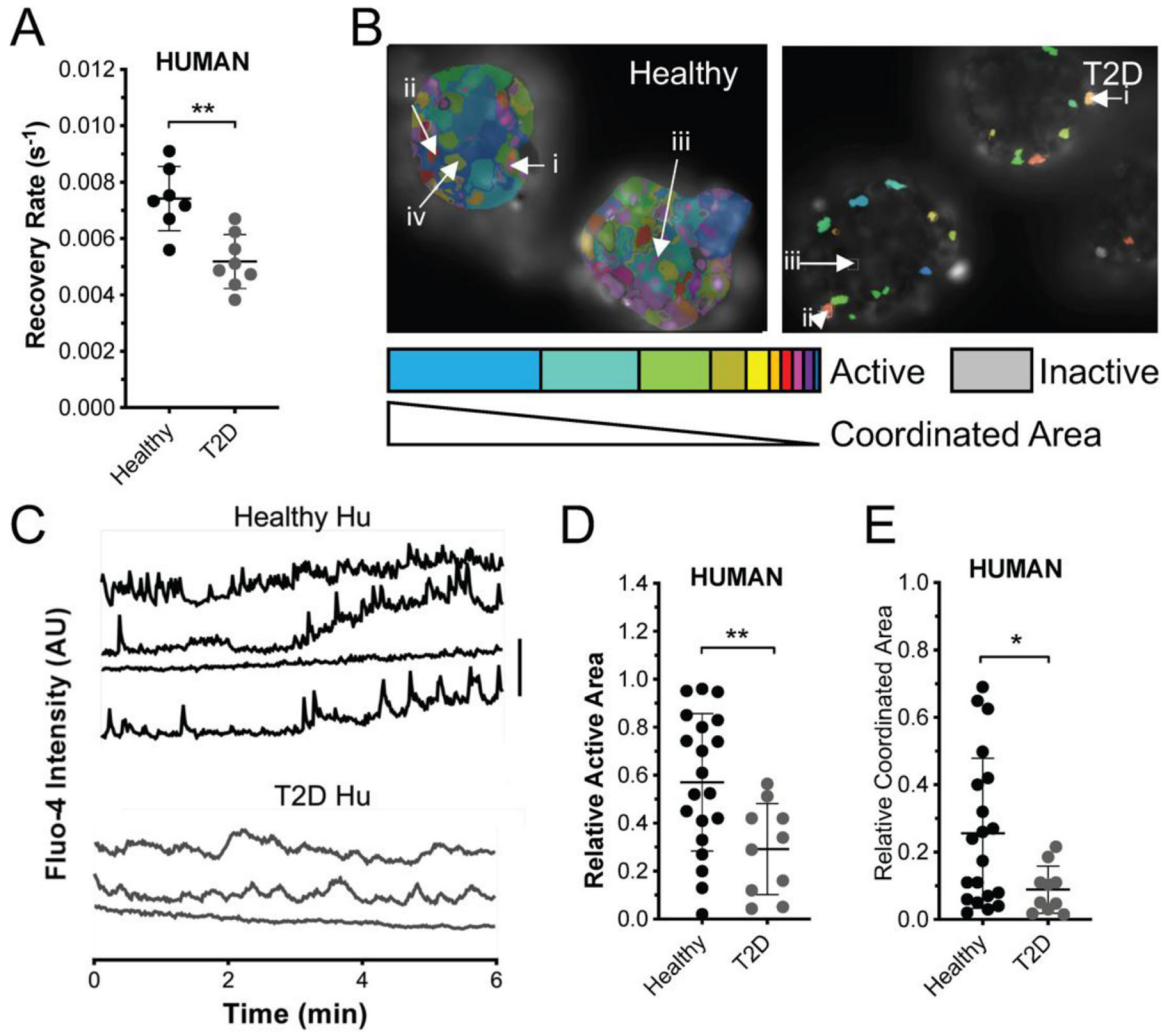 A
HUMAN
**
0.012
0.010
0.008
0.006
0.004
0.002
0.000
Recovery Rate (s-1)
Healthy
T2D
B
Healthy
ii
iii
i
iv
T2D
i
iii
ii
Active
Inactive
Coordinated Area
C
Healthy Hu
T2D Hu
Fluo-4 Intensity (AU)
0
2
4
6
Time (min)
D
HUMAN
**
1.4
1.2
1.0
0.8
0.6
0.4
0.2
0.0
Relative Active Area
Healthy
T2D
E
HUMAN
*
1.0
0.8
0.6
0.4
0.2
0.0
Relative Coordinated Area
Healthy
T2D